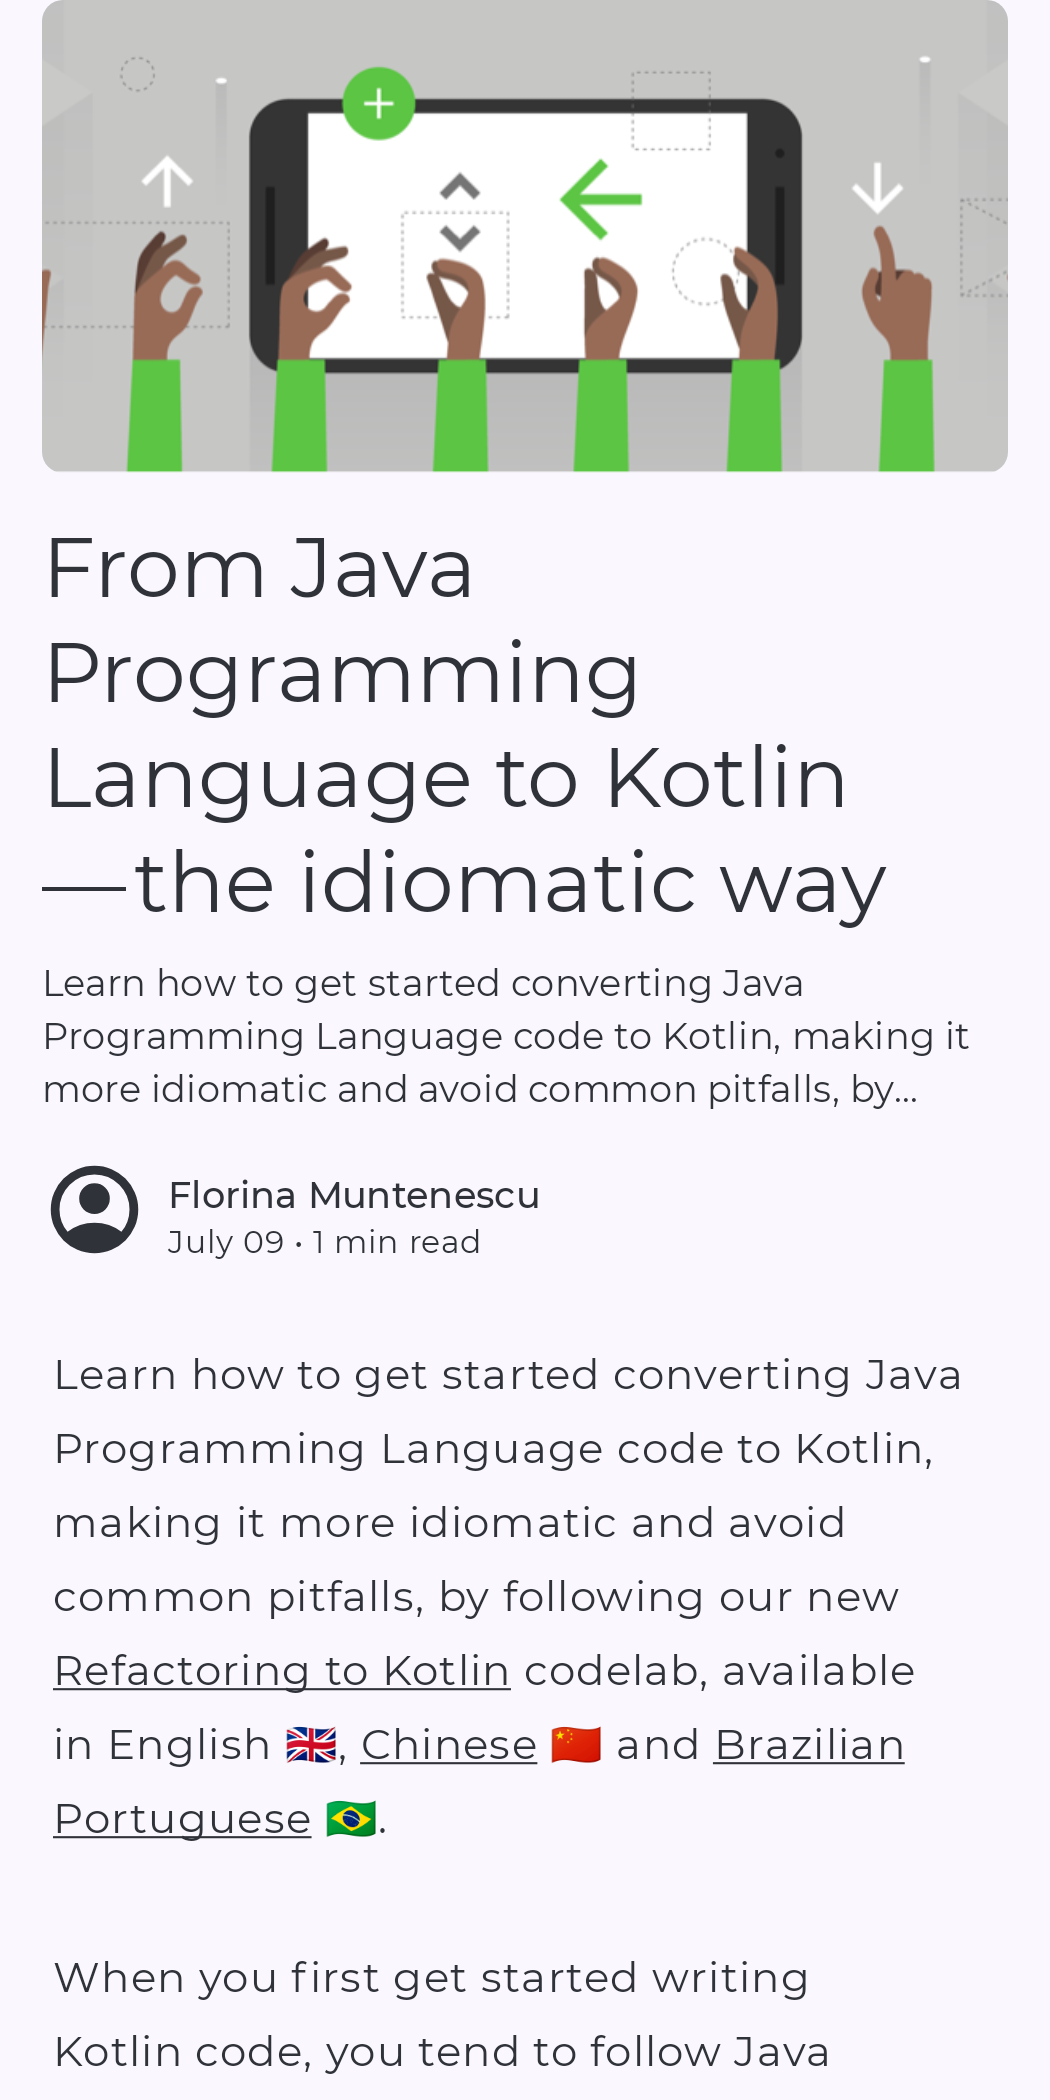 From Java
Programming
Language to Kotlin
—the idiomatic way
Learn how to get started converting Java
Programming Language code to Kotlin, making it
more idiomatic and avoid common pitfalls, by...
Florina Muntenescu
July 09 • 1 min read
Learn how to get started converting Java
Programming Language code to Kotlin,
making it more idiomatic and avoid
common pitfalls, by following our new
Refactoring to Kotlin codelab, available
in English 🇬🇧, Chinese 🇨🇳 and Brazilian
Portuguese 🇧🇷.
When you first get started writing
Kotlin code, you tend to follow Java